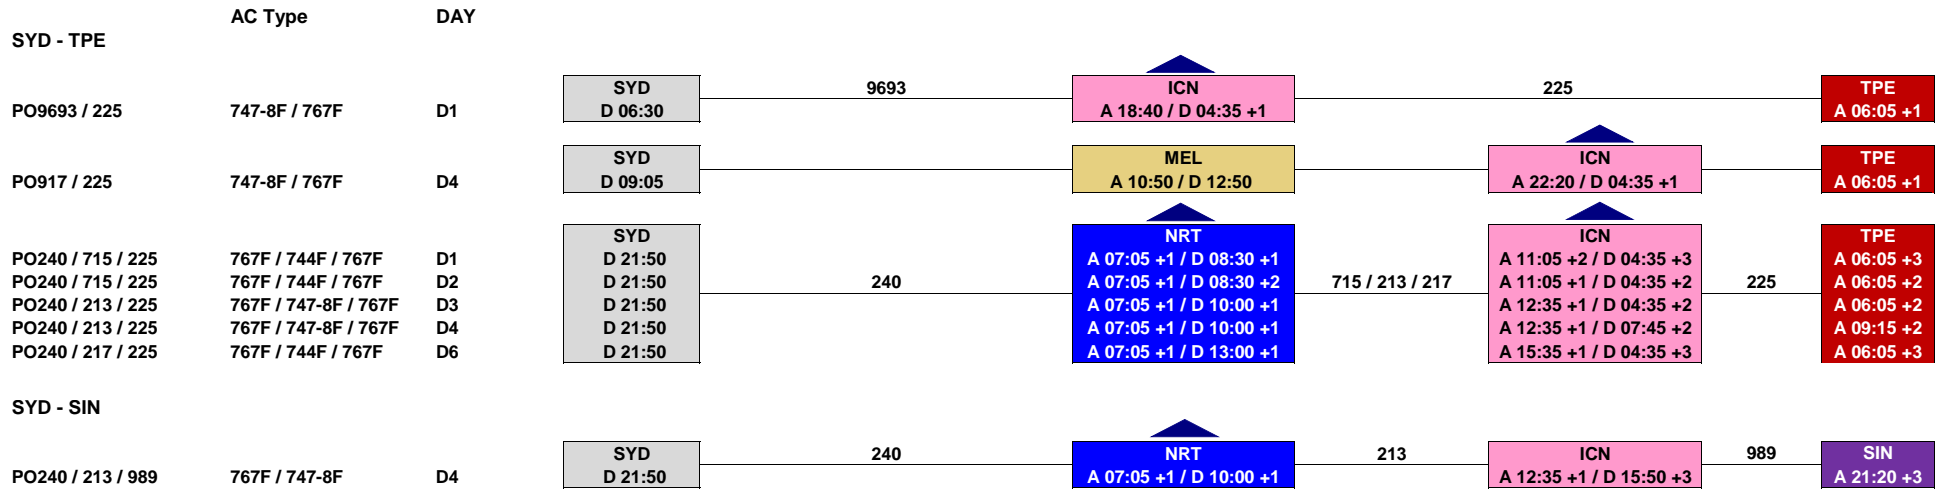 AC Type DAY
SYD - TPE
SYD 9693 ICN 225 TPE
PO9693 / 225 747-8F / 767F D1 D 06:30 A 18:40 / D 04:35 +1 A 06:05 +1
SYD MEL ICN TPE
PO917 / 225 747-8F / 767F D4 D 09:05 A 10:50 / D 12:50 A 22:20 / D 04:35 +1 A 06:05 +1
SYD NRT ICN TPE
PO240 / 715 / 225 767F / 744F / 767F D1 D 21:50 A 07:05 +1 / D 08:30 +1 A 11:05 +2 / D 04:35 +3 A 06:05 +3
PO240 / 715 / 225 767F / 744F / 767F D2 D 21:50 240 A 07:05 +1 / D 08:30 +2 715 / 213 / 217 A 11:05 +1 / D 04:35 +2 225 A 06:05 +2
PO240 / 213 / 225 767F / 747-8F / 767F D3 D 21:50 A 07:05 +1 / D 10:00 +1 A 12:35 +1 / D 04:35 +2 A 06:05 +2
PO240 / 213 / 225 767F / 747-8F / 767F D4 D 21:50 A 07:05 +1 / D 10:00 +1 A 12:35 +1 / D 07:45 +2 A 09:15 +2
PO240 / 217 / 225 767F / 744F / 767F D6 D 21:50 A 07:05 +1 / D 13:00 +1 A 15:35 +1 / D 04:35 +3 A 06:05 +3
SYD - SIN
SYD 240 NRT 213 ICN 989 SIN
PO240 / 213 / 989 767F / 747-8F D4 D 21:50 A 07:05 +1 / D 10:00 +1 A 12:35 +1 / D 15:50 +3 A 21:20 +3